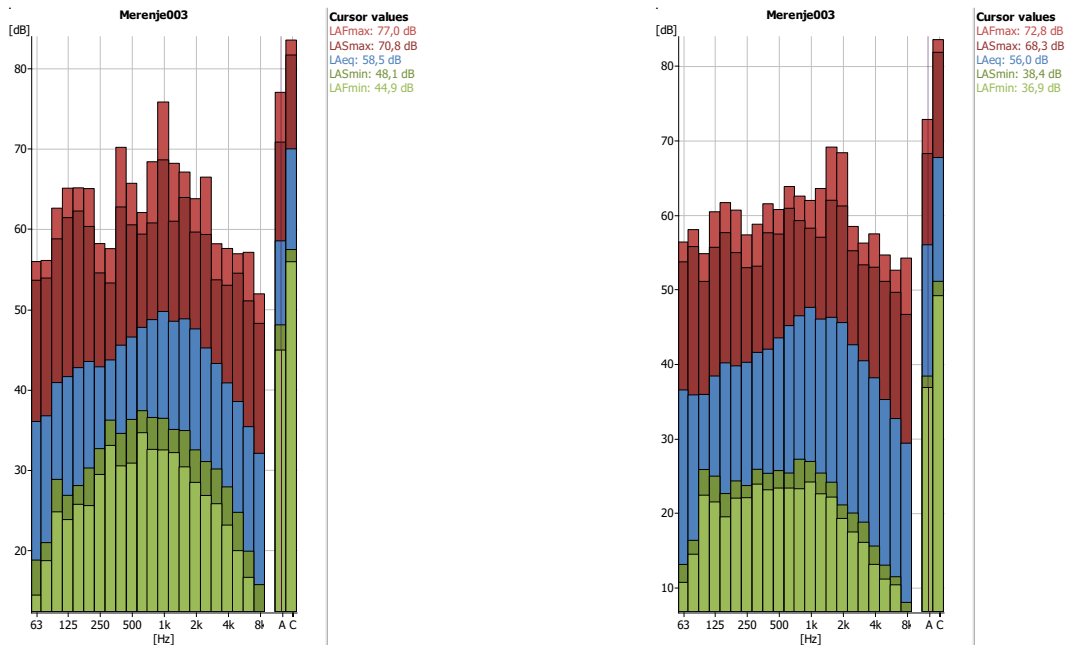 Merenje003
[dB]
80
70
60
50
40
30
20
63 125 250 500 1k 2k 4k 8k A C
[Hz]
Cursor values
LAFmax: 77,0 dB
LASmax: 70,8 dB
LAeq: 58,5 dB
LASmin: 48,1 dB
LAFmin: 44,9 dB
Merenje003
[dB]
80
70
60
50
40
30
20
10
63 125 250 500 1k 2k 4k 8k A C
[Hz]
Cursor values
LAFmax: 72,8 dB
LASmax: 68,3 dB
LAeq: 56,0 dB
LASmin: 38,4 dB
LAFmin: 36,9 dB